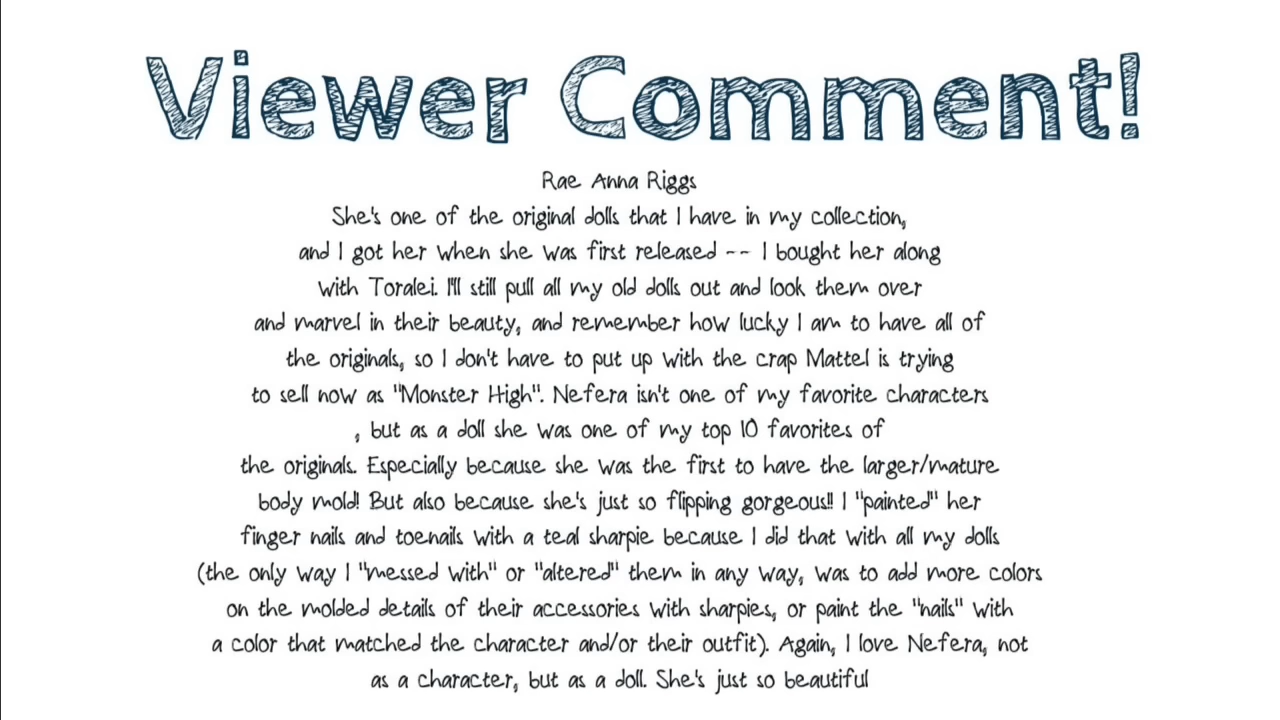 Viewer Comment!
Rae Anna Riggs
She's one of the original dolls that I have in my collection,
and I got her when she was first released -- I bought her along
with Toralei. I'll still pull all my old dolls out and look them over
and marvel in their beauty, and remember how lucky I am to have all of
the originals, so I don't have to put up with the crap Mattel is trying
to sell now as "Monster High". Nefera isn't one of my favorite characters
, but as a doll she was one of my top 10 favorites of
the originals. Especially because she was the first to have the larger/mature
body mold! But also because she's just so flipping gorgeous!! I "painted" her
finger nails and toenails with a teal sharpie because I did that with all my dolls
(the only way I "messed with" or "altered" them in any way, was to add more colors
on the molded details of their accessories with sharpies, or paint the "nails" with
a color that matched the character and/or their outfit). Again, I love Nefera, not
as a character, but as a doll. She's just so beautiful